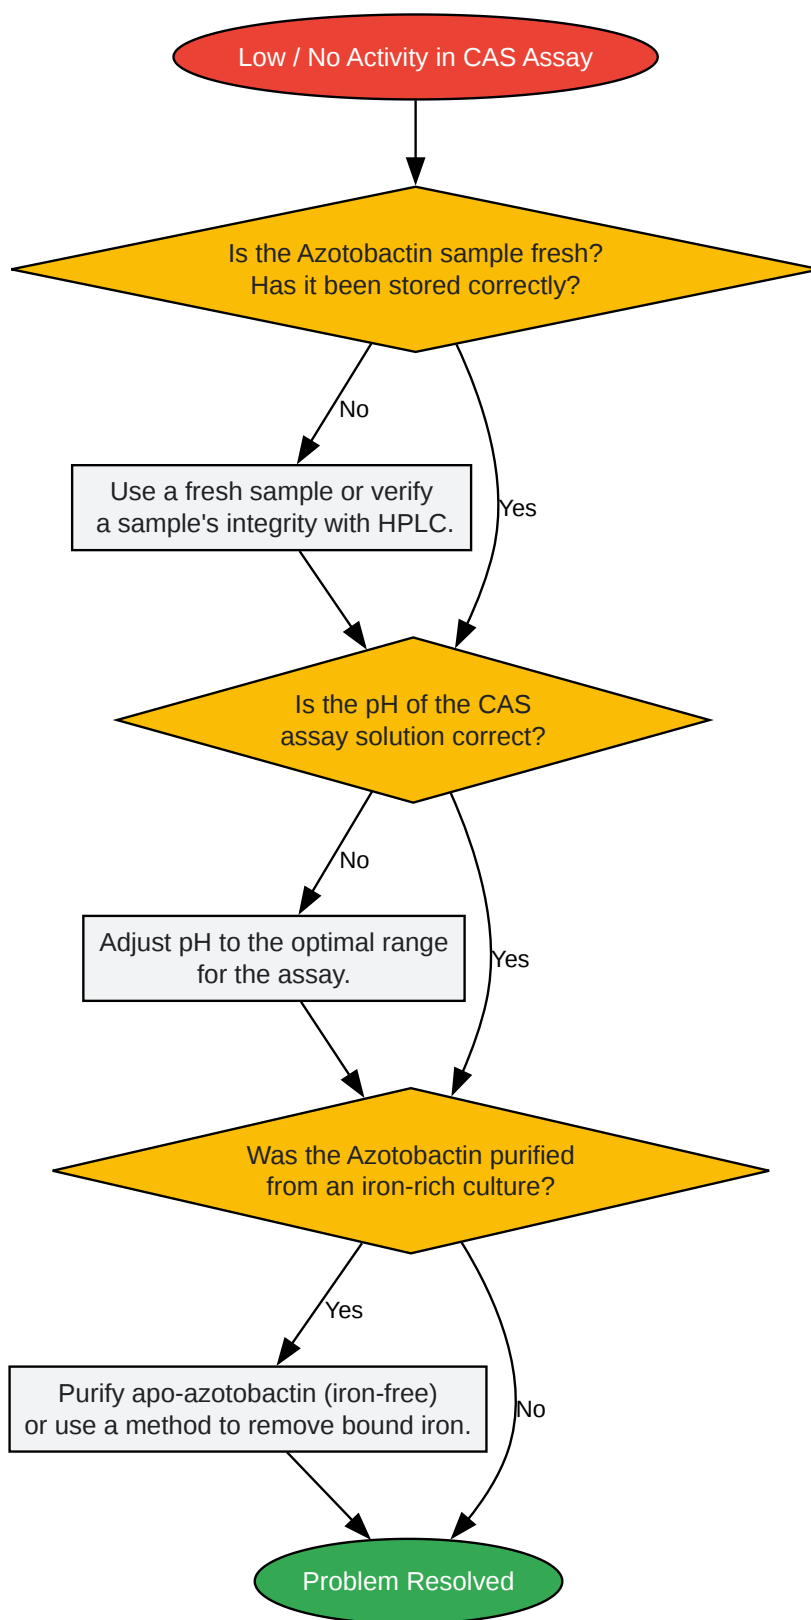 Low / No Activity in CAS Assay
Is the Azotobactin sample fresh?
Has it been stored correctly?
No
Yes
Use a fresh sample or verify
a sample's integrity with HPLC.
Is the pH of the CAS
assay solution correct?
No
Yes
Adjust pH to the optimal range
for the assay.
Was the Azotobactin purified
from an iron-rich culture?
Yes
No
Purify apo-azotobactin (iron-free)
or use a method to remove bound iron.
Problem Resolved